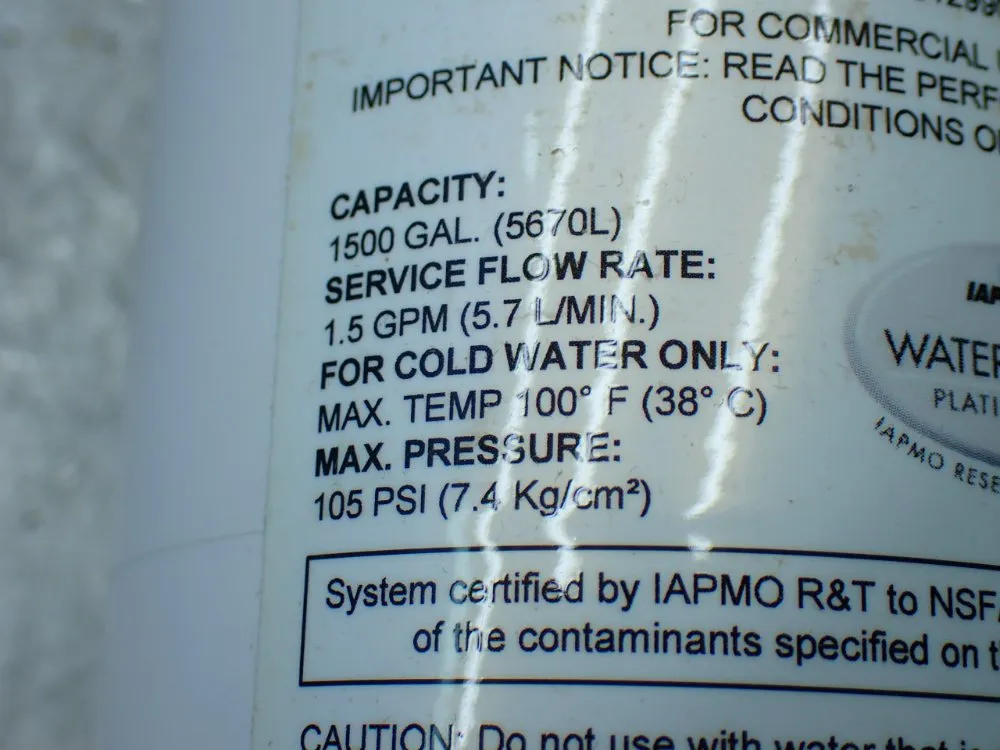 FOR COMMERCIAL
IMPORTANT NOTICE: READ THE PERF
CONDITIONS O
CAPACITY:
1500 GAL. (5670L)
SERVICE FLOW RATE:
1.5 GPM (5.7 L/MIN.)
FOR COLD WATER ONLY:
MAX. TEMP 100° F (38° C)
MAX. PRESSURE:
105 PSI (7.4 Kg/cm²)
IAP
WATER
PLATI
IAPMO RESE
System certified by IAPMO R&T to NSF/
of the contaminants specified on t
CAUTION: Do not use with water that i